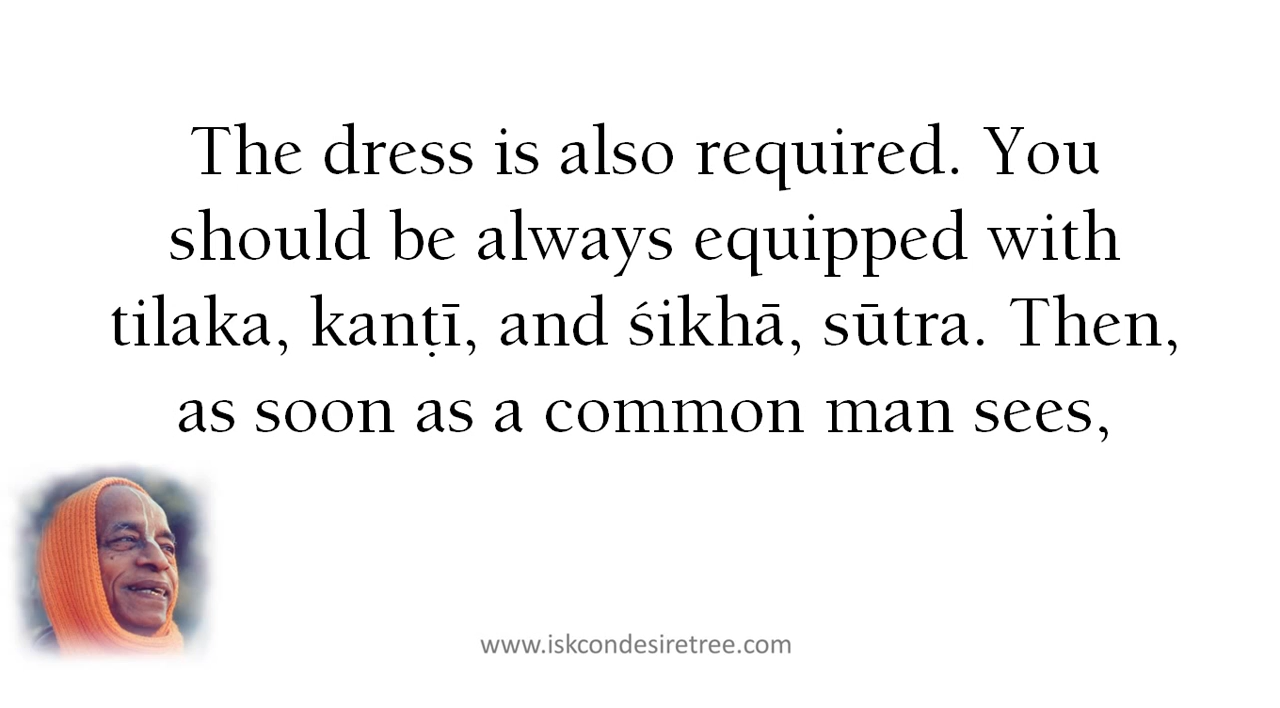 The dress is also required. You
should be always equipped with
tilaka, kanṭī, and śikhā, sūtra. Then,
as soon as a common man sees,
www.iskcondesiretree.com